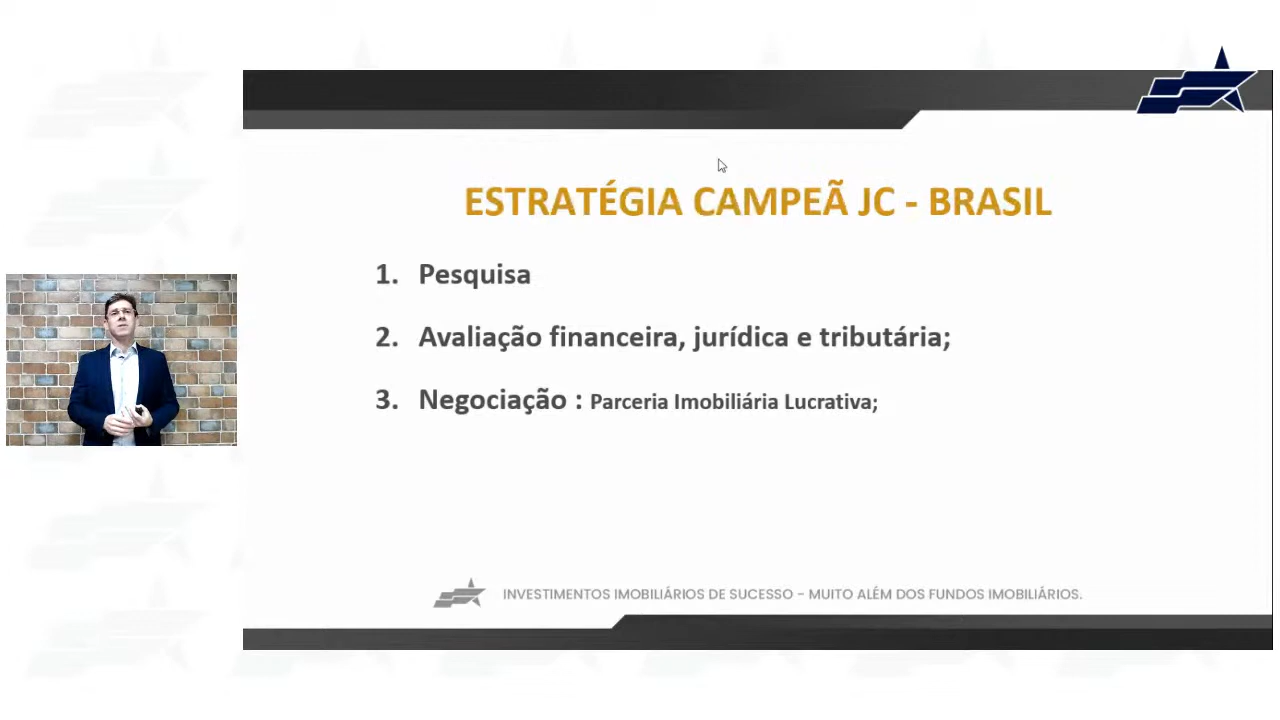 ESTRATÉGIA CAMPEÃ JC - BRASIL
1. Pesquisa
2. Avaliação financeira, jurídica e tributária;
3. Negociação : Parceria Imobiliária Lucrativa;
INVESTIMENTOS IMOBILIÁRIOS DE SUCESSO - MUITO ALÉM DOS FUNDOS IMOBILIÁRIOS.